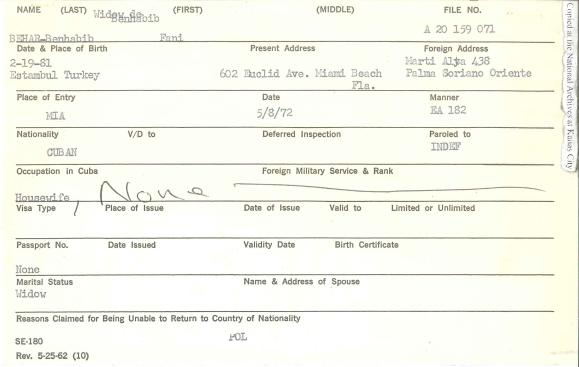 NAME (LAST) Widow de Benhabib (FIRST) (MIDDLE) FILE NO.
BEHAR-Benhabib Fani A 20 159 071
Date & Place of Birth Present Address Foreign Address
2-19-81 Marti Alta 438
Estambul Turkey 602 Euclid Ave. Miami Beach Palma Soriano Oriente
Fla.
Place of Entry Date Manner
MIA 5/8/72 EA 182
Nationality V/D to Deferred Inspection Paroled to
CUBAN INDEF
Occupation in Cuba Foreign Military Service & Rank
Housewife None
Visa Type Place of Issue Date of Issue Valid to Limited or Unlimited
Passport No. Date Issued Validity Date Birth Certificate
None
Marital Status Name & Address of Spouse
Widow
Reasons Claimed for Being Unable to Return to Country of Nationality
POL
SE-180
Rev. 5-25-62 (10)
Copied at the National Archives at Kansas City